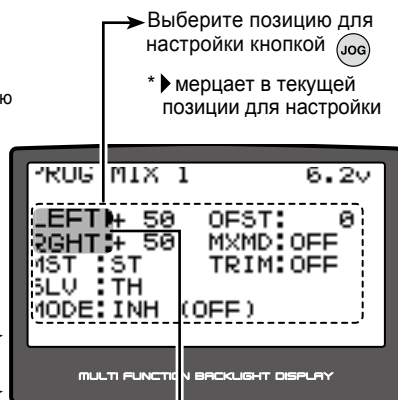 Выберите позицию для
настройки кнопкой JOG
* мерцает в текущей
позиции для настройки
ю
PROG MIX 1 6.2v
LEFT + 50 OFST: 0
RGHT:+ 50 MXMD:OFF
MST :ST TRIM:OFF
SLV :TH
MODE:INH (OFF)
MULTI FUNCTION BACKLIGHT DISPLAY